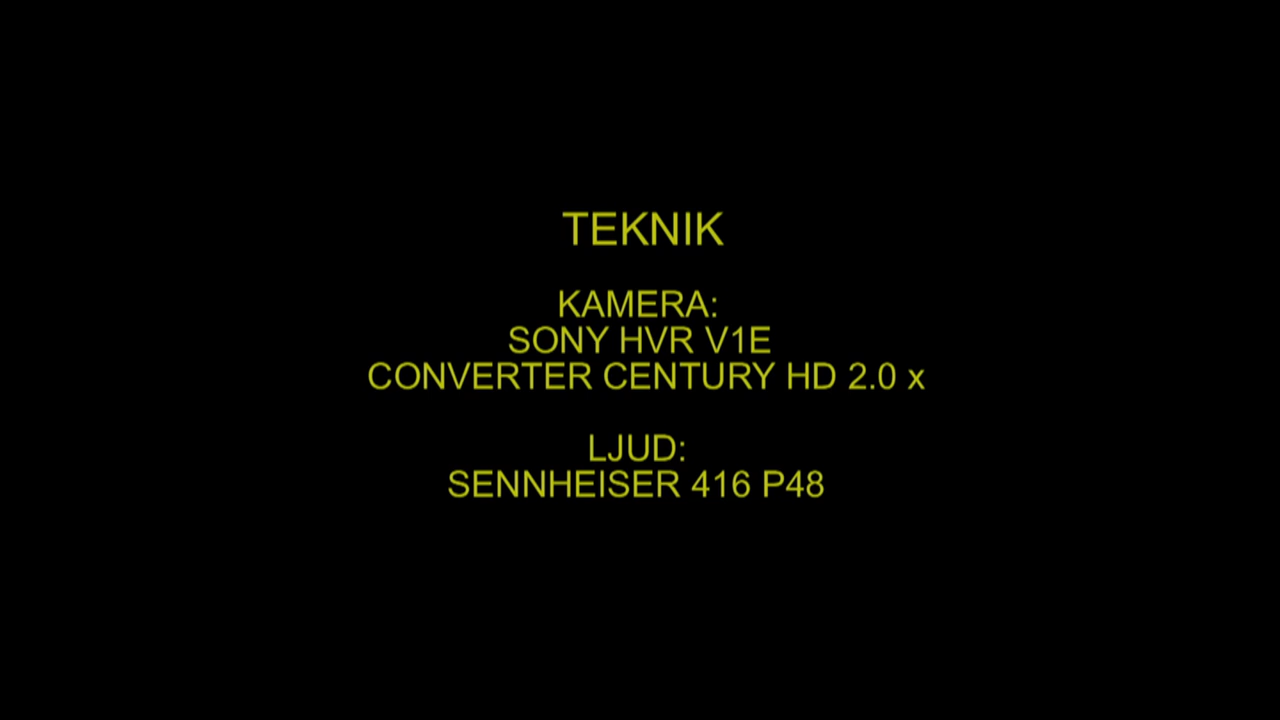 TEKNIK
KAMERA:
SONY HVR V1E
CONVERTER CENTURY HD 2.0 x
LJUD:
SENNHEISER 416 P48